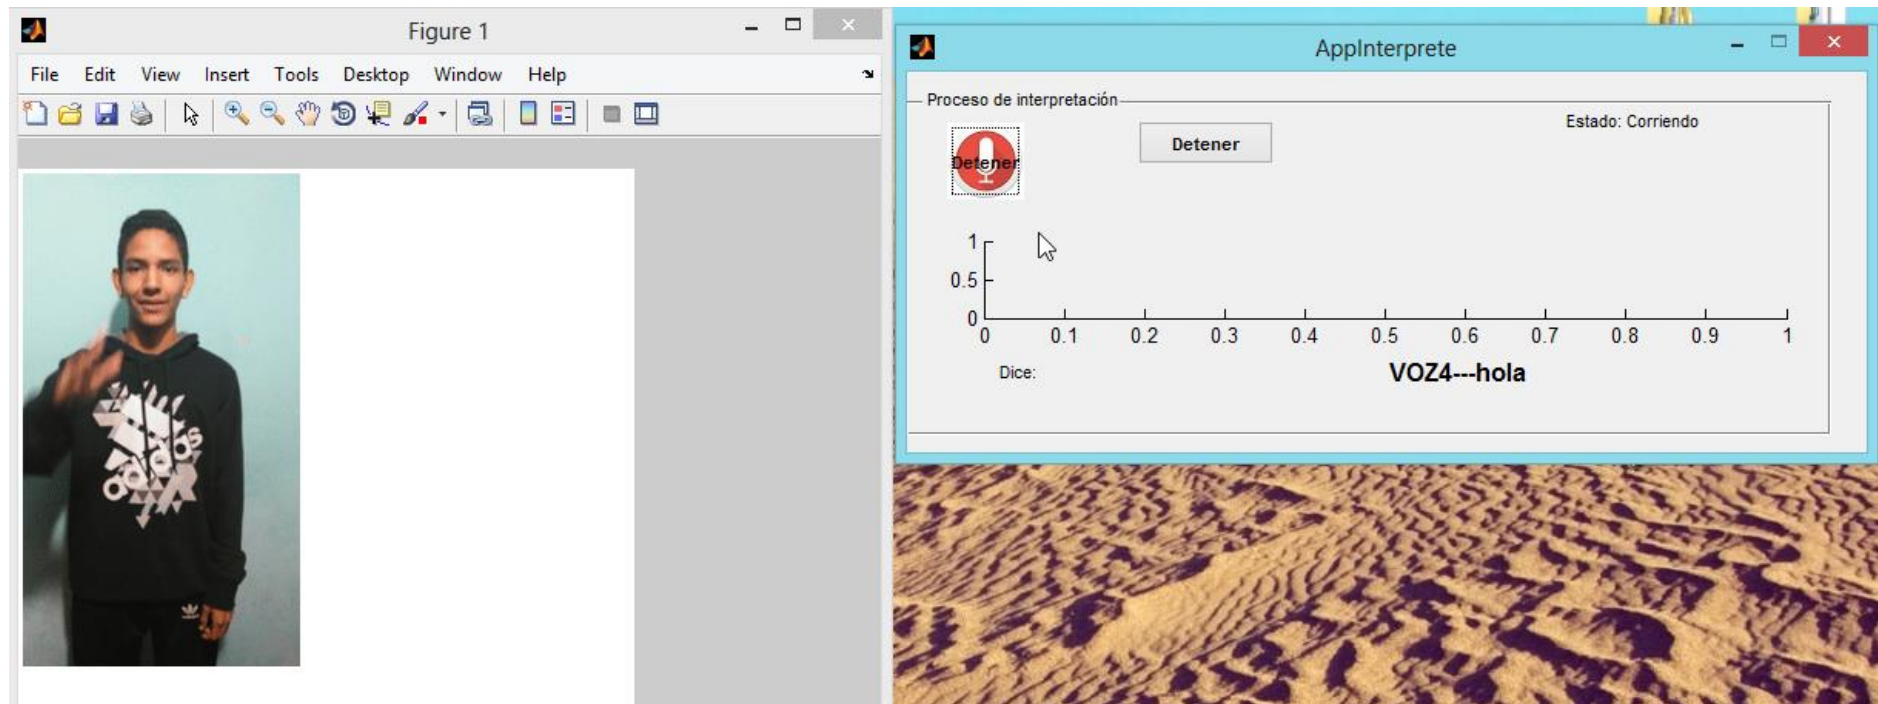 Figure 1
File Edit View Insert Tools Desktop Window Help
adidas
AppInterprete
Proceso de interpretación
Estado: Corriendo
Detener
Detener
1
0.5
0
0 0.1 0.2 0.3 0.4 0.5 0.6 0.7 0.8 0.9 1
Dice:
VOZ4---hola